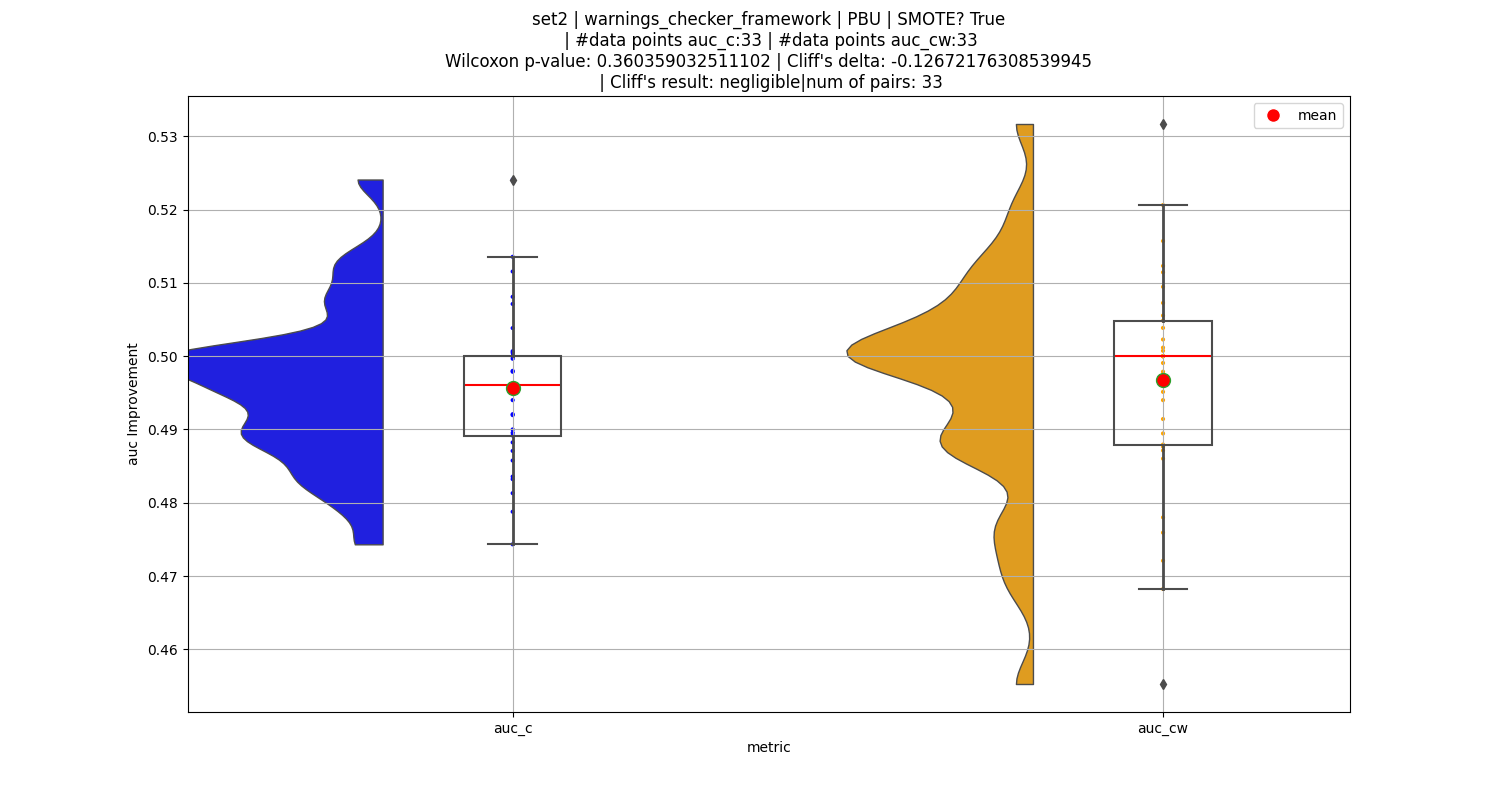 set2 | warnings_checker_framework | PBU | SMOTE? True
| #data points auc_c:33 | #data points auc_cw:33
Wilcoxon p-value: 0.360359032511102 | Cliff's delta: -0.12672176308539945
| Cliff's result: negligible|num of pairs: 33
mean
0.53
0.52
0.51
0.50
0.49
0.48
0.47
0.46
auc Improvement
auc_c
auc_cw
metric